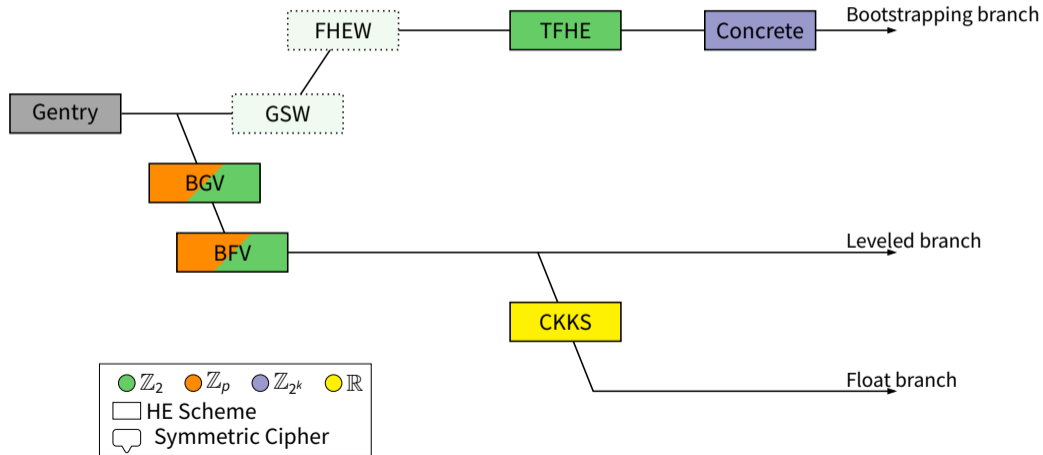 Bootstrapping branch
FHEW
TFHE
Concrete
Gentry
GSW
BGV
BFV
Leveled branch
CKKS
Float branch
ℤ₂ ℤₚ ℤ₂ᵏ ℝ
HE Scheme
Symmetric Cipher